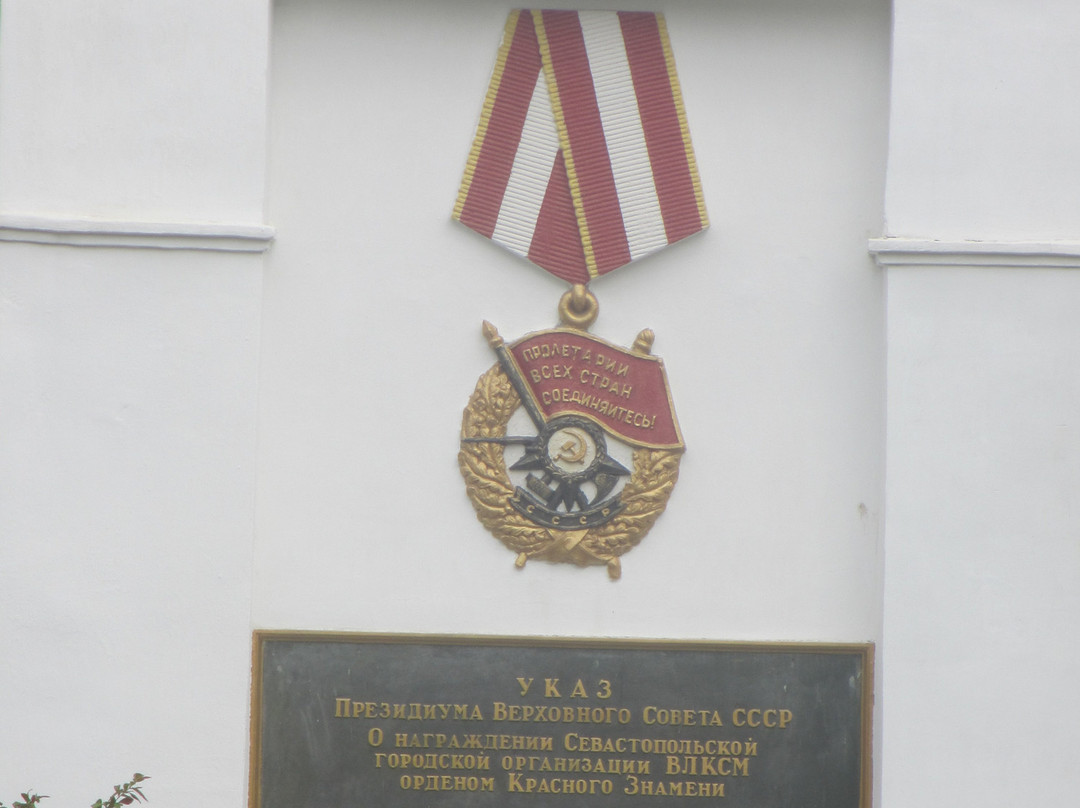 ПРОЛЕТАРИИ
ВСЕХ СТРАН
СОЕДИНЯЙТЕСЬ!
СССР
УКАЗ
ПРЕЗИДИУМА ВЕРХОВНОГО СОВЕТА СССР
О НАГРАЖДЕНИИ СЕВАСТОПОЛЬСКОЙ
ГОРОДСКОЙ ОРГАНИЗАЦИИ ВЛКСМ
ОРДЕНОМ КРАСНОГО ЗНАМЕНИ